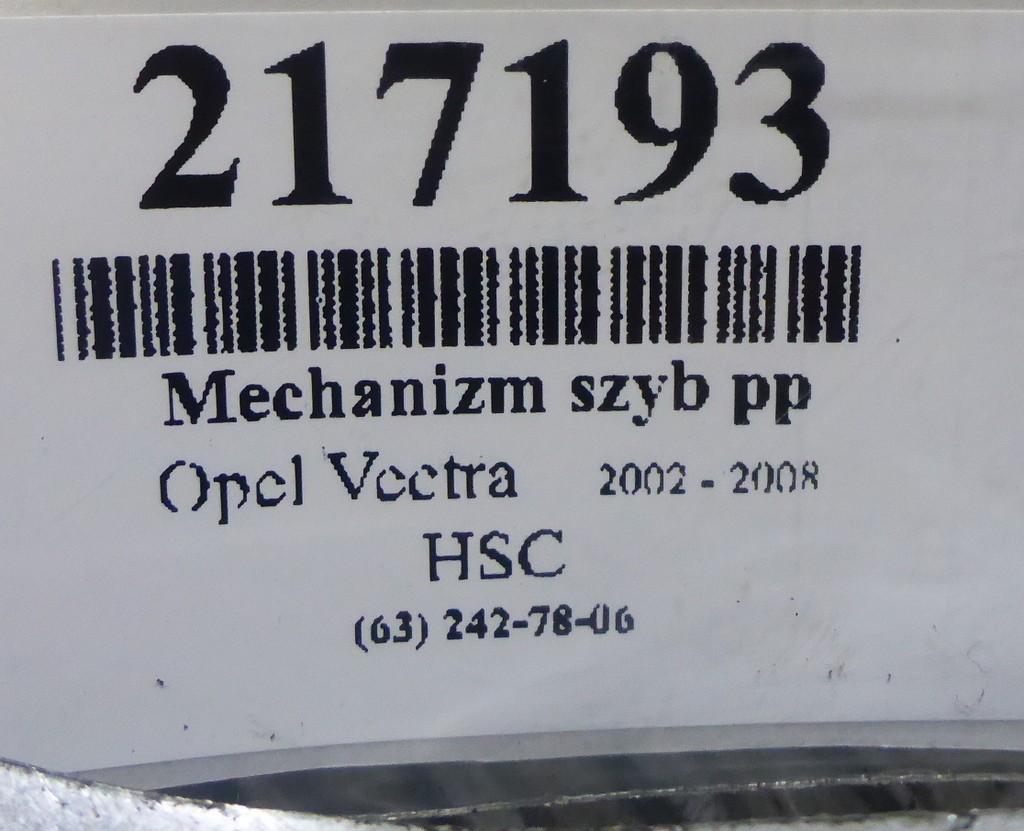 217193
Mechanizm szyb pp
Opel Vectra 2002 - 2008
HSC
(63) 242-78-06